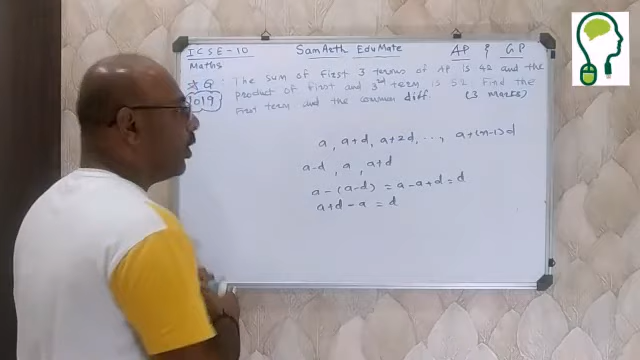 ICSE-10 SamArth EduMate AP & GP
Maths
Q: The sum of first 3 terms of AP is 42 and the
2019 product of first and 3rd term is 52. Find the
First term and the common diff. (3 marks)
a, a+d, a+2d, ..., a+(n-1)d
a-d, a, a+d
a-(a-d) = a-a+d = d
a+d-a = d